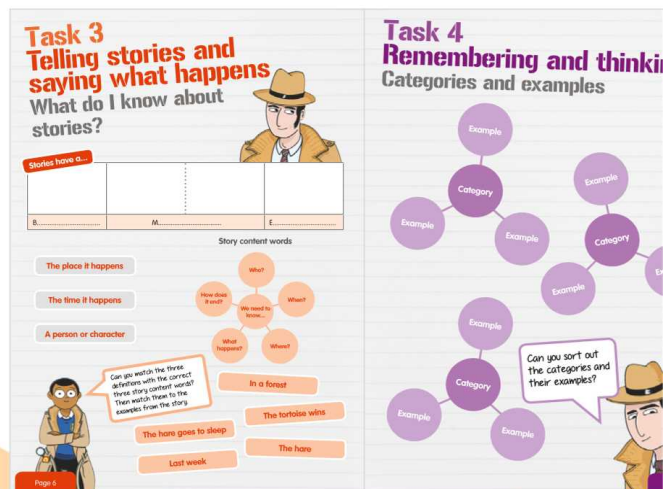 Task 3
Telling stories and
saying what happens
What do I know about
stories?
Stories have a...
B................................
M................................
E................................
Story content words
The place it happens
The time it happens
A person or character
Who?
How does
it end?
When?
We need to
know...
What
happens?
Where?
Can you match the three
definitions with the correct
three story content words?
Then match them to the
examples from the story.
In a forest
The tortoise wins
The hare goes to sleep
The hare
Last week
Page 6
Task 4
Remembering and thinki
Categories and examples
Example
Category
Example
Example
Example
Category
Example
Example
Category
Example
Example
Can you sort out
the categories and
their examples?